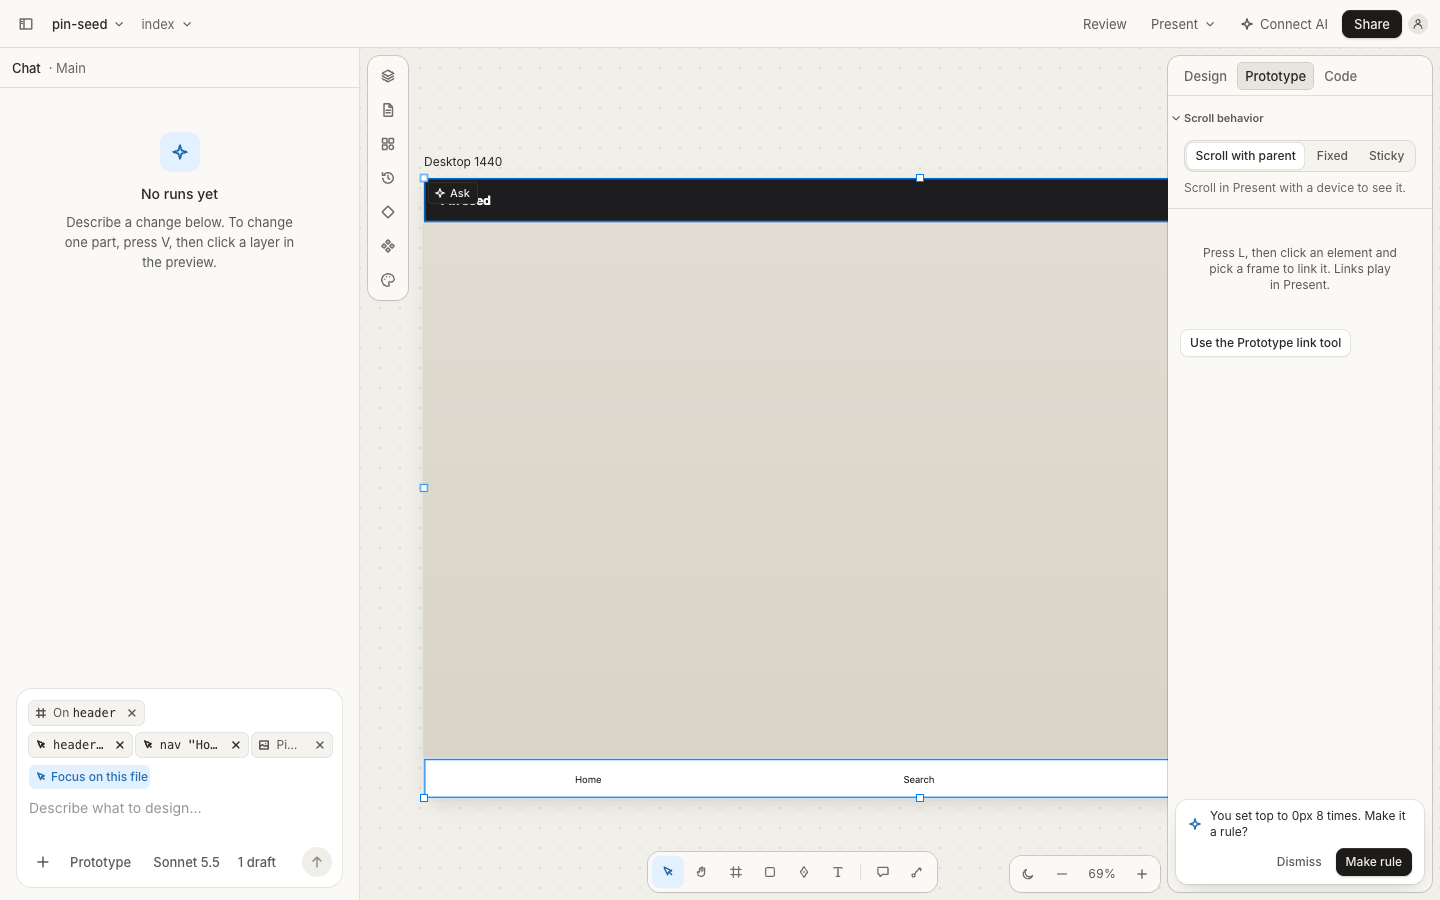 pin-seed
index
Review
Present
Connect AI
Share
Chat · Main
No runs yet
Describe a change below. To change
one part, press V, then click a layer in
the preview.
On header
header…
nav "Ho…
Pi…
Focus on this file
Describe what to design...
Prototype
Sonnet 5.5
1 draft
Desktop 1440
Ask
Home
Search
69%
Design
Prototype
Code
Scroll behavior
Scroll with parent
Fixed
Sticky
Scroll in Present with a device to see it.
Press L, then click an element and
pick a frame to link it. Links play
in Present.
Use the Prototype link tool
You set top to 0px 8 times. Make it
a rule?
Dismiss
Make rule